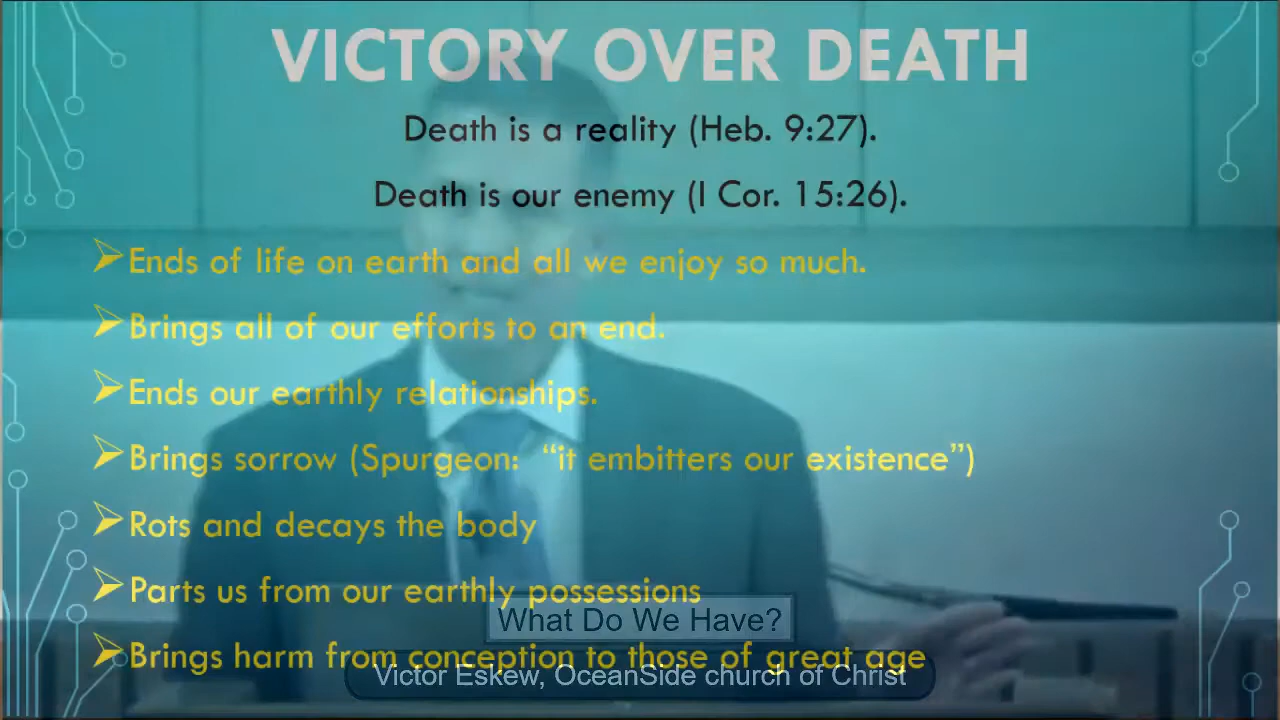 VICTORY OVER DEATH
Death is a reality (Heb. 9:27).
Death is our enemy (I Cor. 15:26).
Ends of life on earth and all we enjoy so much.
Brings all of our efforts to an end.
Ends our earthly relationships.
Brings sorrow (Spurgeon:  “it embitters our existence”)
Rots and decays the body
Parts us from our earthly possessions
What Do We Have?
Brings harm from conception to those of great age
Victor Eskew, OceanSide church of Christ